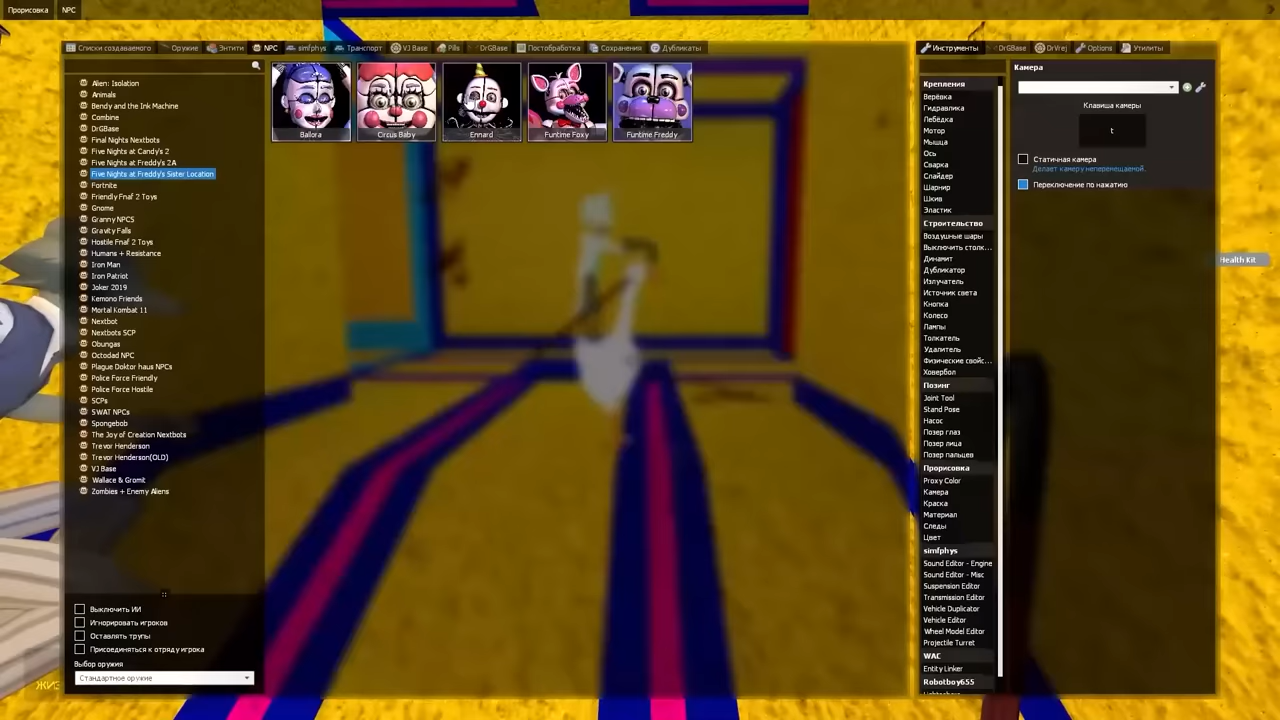 Прорисовка NPC
Списки создаваемого Оружие Энтити NPC simfphys Транспорт VJ Base Pills DrGBase Постобработка Сохранения Дубликаты
Инструменты DrGBase DrVrej Options Утилиты
Alien: Isolation
Animals
Bendy and the Ink Machine
Combine
DrGBase
Final Nights Nextbots
Five Nights at Candy's 2
Five Nights at Freddy's 2A
Five Nights at Freddy's Sister Location
Fortnite
Friendly Fnaf 2 Toys
Gnome
Granny NPCS
Gravity Falls
Hostile Fnaf 2 Toys
Humans + Resistance
Iron Man
Iron Patriot
Joker 2019
Kemono Friends
Mortal Kombat 11
Nextbot
Nextbots SCP
Obungas
Octodad NPC
Plague Doktor haus NPCs
Police Force Friendly
Police Force Hostile
SCPs
SWAT NPCs
Spongebob
The Joy of Creation Nextbots
Trevor Henderson
Trevor Henderson(OLD)
VJ Base
Wallace & Gromit
Zombies + Enemy Aliens
Выключить ИИ
Игнорировать игроков
Оставлять трупы
Присоединяться к отряду игрока
Выбор оружия
Стандартное оружие
Ballora Circus Baby Ennard Funtime Foxy Funtime Freddy
Крепления
Верёвка
Гидравлика
Лебёдка
Мотор
Мышца
Ось
Сварка
Слайдер
Шарнир
Шкив
Эластик
Строительство
Воздушные шары
Выключить столк...
Динамит
Дубликатор
Излучатель
Источник света
Кнопка
Колесо
Лампы
Толкатель
Удалитель
Физические свойс...
Ховербол
Позинг
Joint Tool
Stand Pose
Насос
Позер глаз
Позер лица
Позер пальцев
Прорисовка
Proxy Color
Камера
Краска
Материал
Следы
Цвет
simfphys
Sound Editor - Engine
Sound Editor - Misc
Suspension Editor
Transmission Editor
Vehicle Duplicator
Vehicle Editor
Wheel Model Editor
Projectile Turret
WAC
Entity Linker
Robotboy655
Камера
Клавиша камеры
t
Статичная камера
Делает камеру неперемещаемой.
Переключение по нажатию
Health Kit